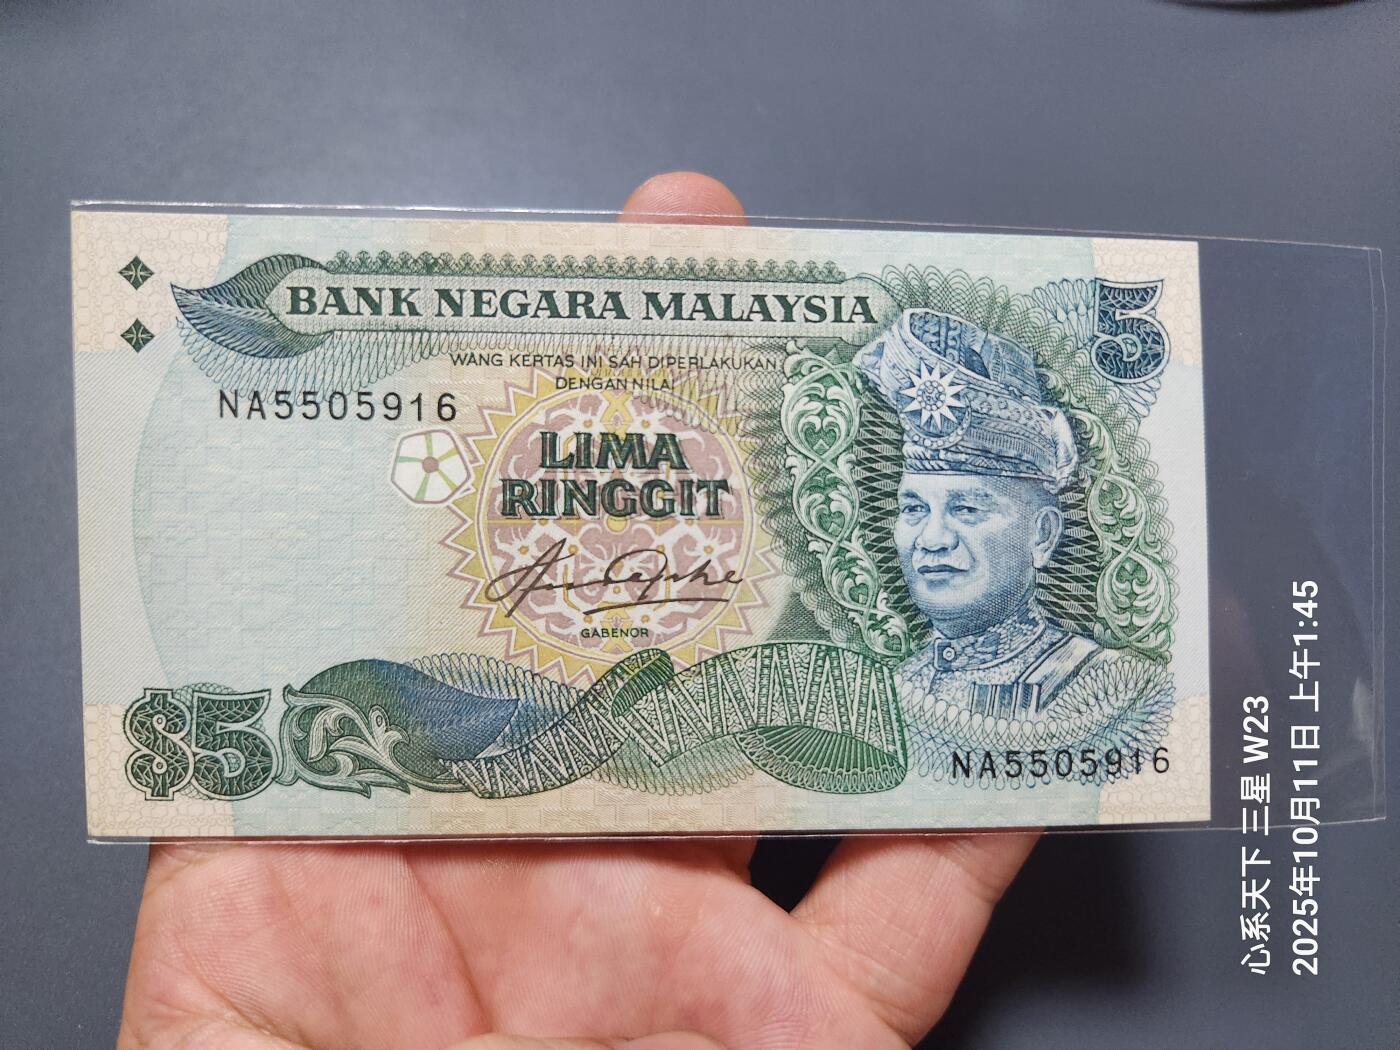 BANK NEGARA MALAYSIA
5
WANG KERTAS INI SAH DIPERLAKUKAN
DENGAN NILAI
NA5505916
LIMA
RINGGIT
GABENOR
$5
NA5505916
心系天下 三星 W23
2025年10月11日 上午1:45